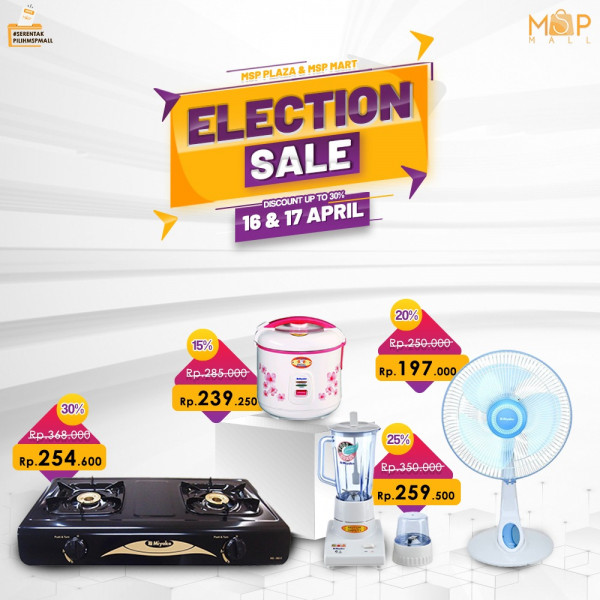 #SERENTAK
PILIHMSPMALL
MSP
MALL
MSP PLAZA & MSP MART
ELECTION
SALE
DISCOUNT UP TO 30%
16 & 17 APRIL
20%
Rp.250.000
Rp.197.000
15%
Rp.285.000
Rp.239.250
30%
Rp.368.000
Rp.254.600
25%
Rp.350.000
Rp.259.500
Miyako